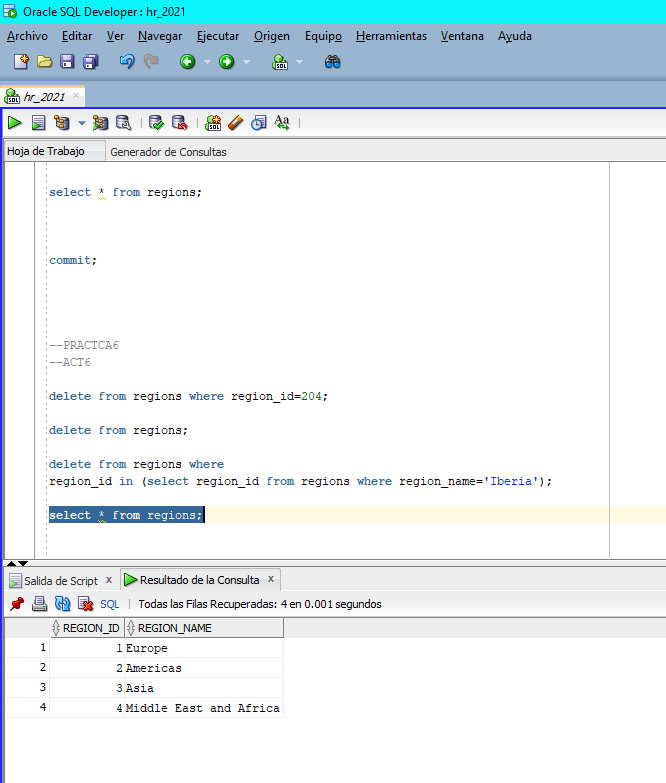 Oracle SQL Developer : hr_2021
Archivo Editar Ver Navegar Ejecutar Origen Equipo Herramientas Ventana Ayuda
SQL
SQL hr_2021 ×
SQL Aa
Hoja de Trabajo Generador de Consultas
select * from regions;
commit;
--PRACTCA6
--ACT6
delete from regions where region_id=204;
delete from regions;
delete from regions where
region_id in (select region_id from regions where region_name='Iberia');
select * from regions;
Salida de Script x Resultado de la Consulta x
SQL | Todas las Filas Recuperadas: 4 en 0.001 segundos
REGION_ID REGION_NAME
1 1 Europe
2 2 Americas
3 3 Asia
4 4 Middle East and Africa